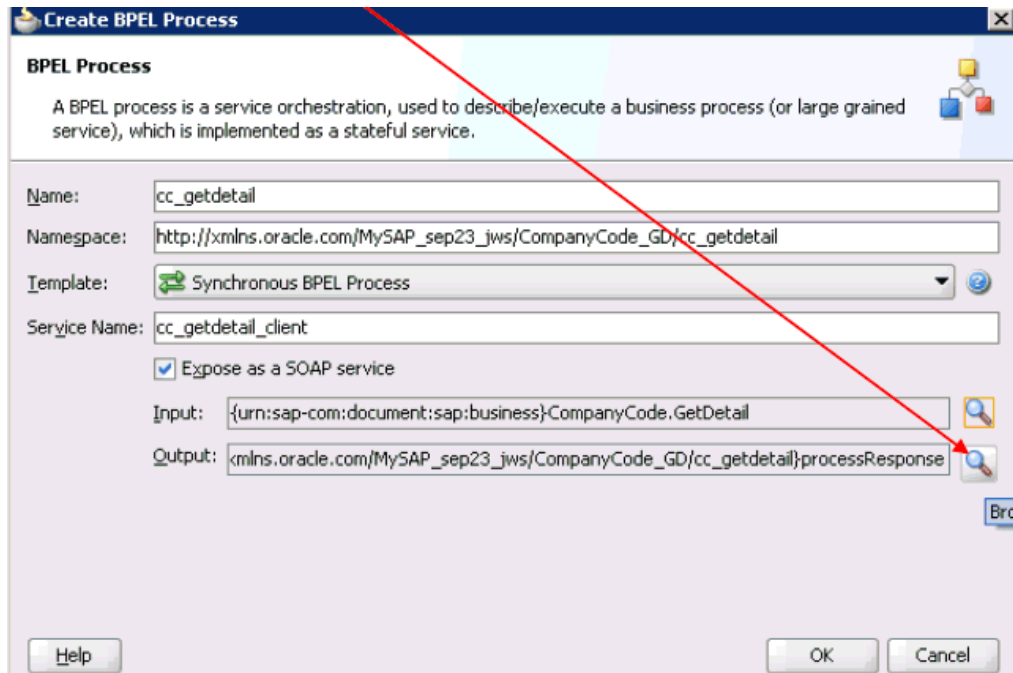 Create BPEL Process
BPEL Process
A BPEL process is a service orchestration, used to describe/execute a business process (or large grained
service), which is implemented as a stateful service.
Name: cc_getdetail
Namespace: http://xmlns.oracle.com/MySAP_sep23_jws/CompanyCode_GD/cc_getdetail
Template: Synchronous BPEL Process
Service Name: cc_getdetail_client
Expose as a SOAP service
Input: {urn:sap-com:document:sap:business}CompanyCode.GetDetail
Output: xmlns.oracle.com/MySAP_sep23_jws/CompanyCode_GD/cc_getdetail}processResponse
Bro
Help OK Cancel